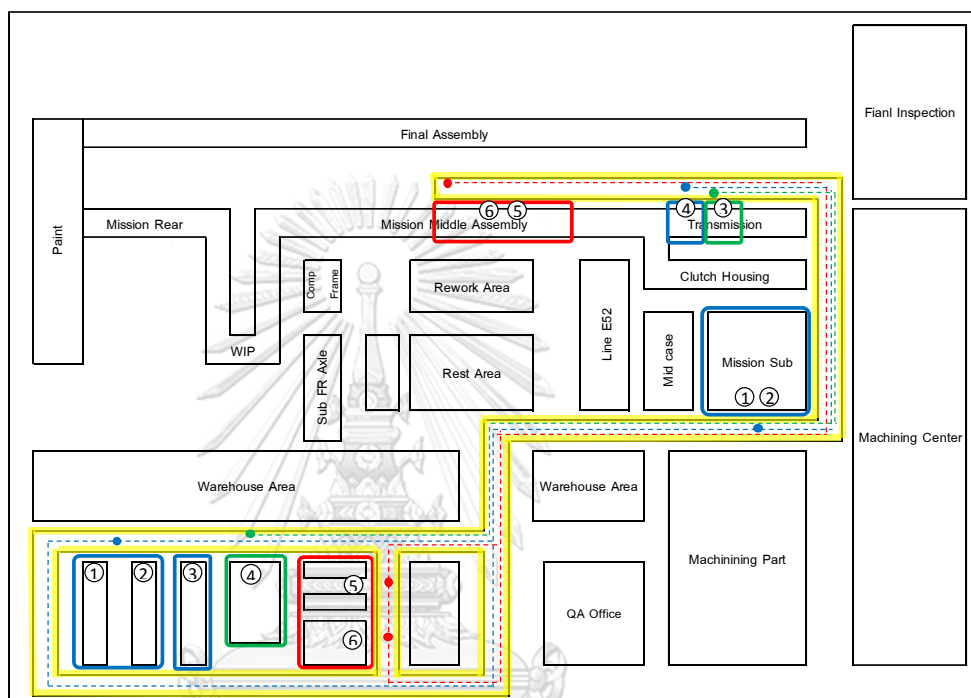 Fianl Inspection
Final Assembly
Paint
Mission Rear
6
5
Mission Middle Assembly
4
3
Transmission
Comp
Frame
Rework Area
Clutch Housing
Line E52
Mid case
Mission Sub
1
2
WIP
Sub FR Axle
Rest Area
Machining Center
Warehouse Area
Warehouse Area
Machinining Part
QA Office
1
2
3
4
5
6